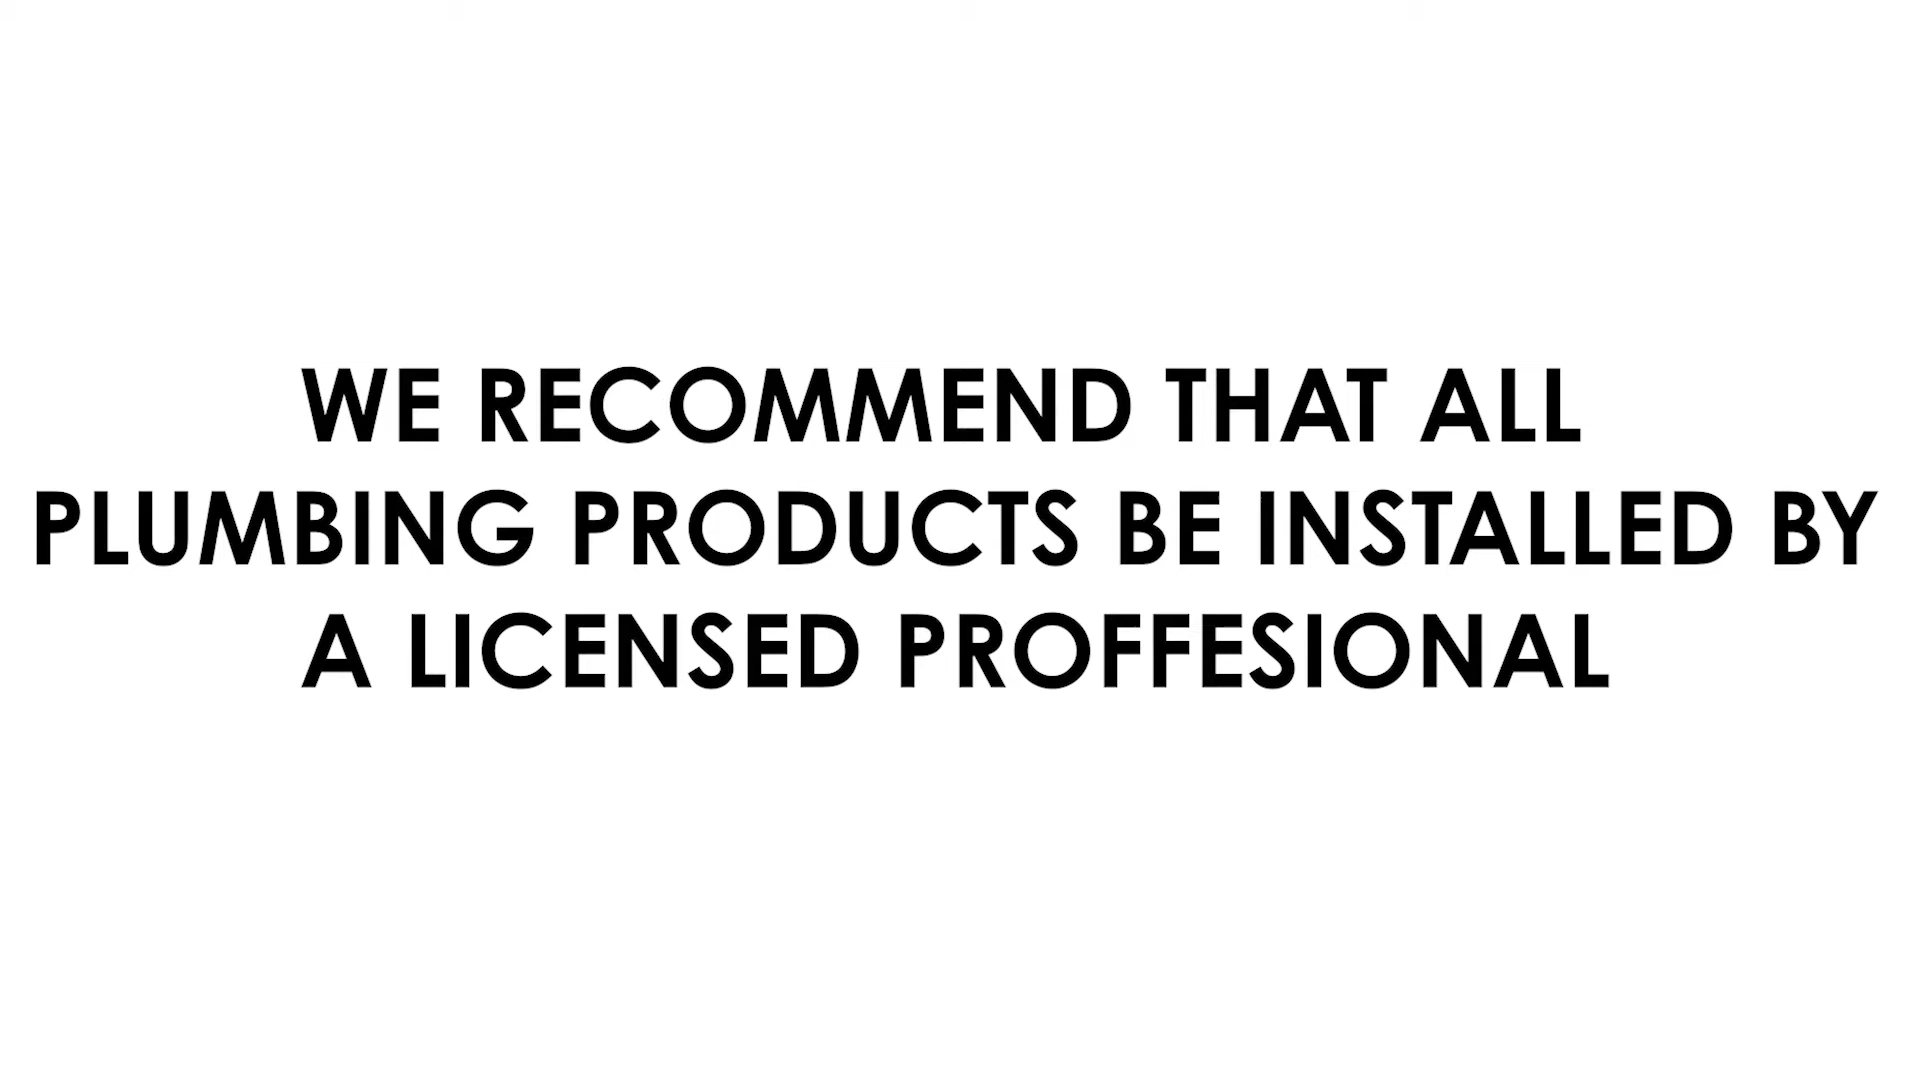 WE RECOMMEND THAT ALL
PLUMBING PRODUCTS BE INSTALLED BY
A LICENSED PROFFESIONAL